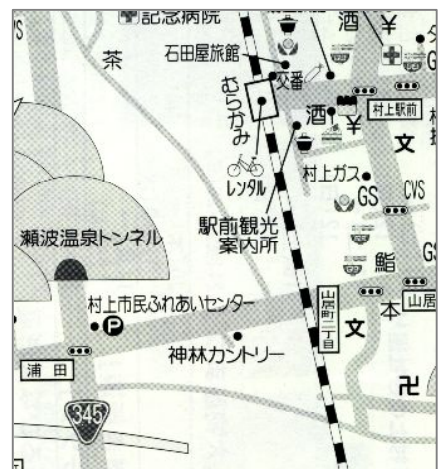 記念病院
酒
¥
茶
石田屋旅館
交番
GS
むらかみ
酒
¥
村上駅前
文
レンタル
村上ガス
GS
CVS
駅前観光
案内所
瀬波温泉トンネル
鮨
GS
山居町二丁目
山居
本
村上市民ふれあいセンター
P
文
神林カントリー
浦田
卍
345